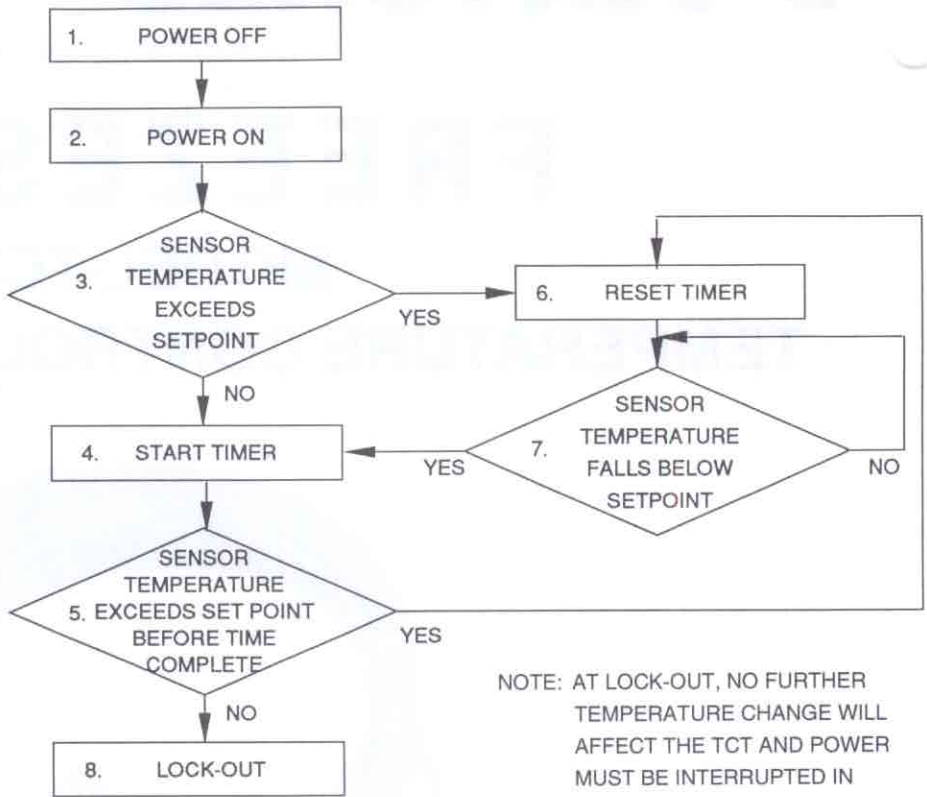 1. POWER OFF
2. POWER ON
3. SENSOR
TEMPERATURE
EXCEEDS
SETPOINT
YES
NO
6. RESET TIMER
4. START TIMER
7. SENSOR
TEMPERATURE
FALLS BELOW
SETPOINT
YES
NO
5. SENSOR
TEMPERATURE
EXCEEDS SET POINT
BEFORE TIME
COMPLETE
YES
NO
8. LOCK-OUT
NOTE: AT LOCK-OUT, NO FURTHER
TEMPERATURE CHANGE WILL
AFFECT THE TCT AND POWER
MUST BE INTERRUPTED IN